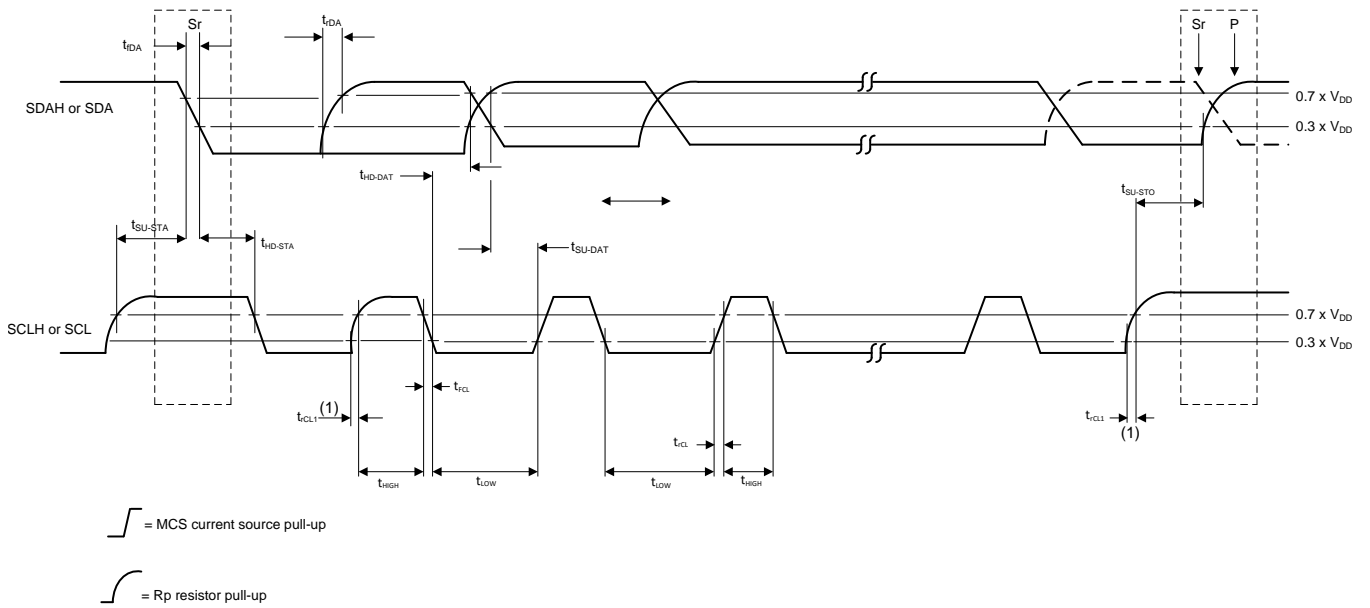 Sr
trDA
tfDA
Sr P
SDAH or SDA
0.7 x VDD
0.3 x VDD
tHD-DAT
tSU-STO
tSU-STA
tHD-STA
tSU-DAT
SCLH or SCL
0.7 x VDD
0.3 x VDD
tFCL
trCL1 (1)
trCL
trCL1
(1)
tHIGH
tLOW
tLOW
tHIGH
= MCS current source pull-up
= Rp resistor pull-up